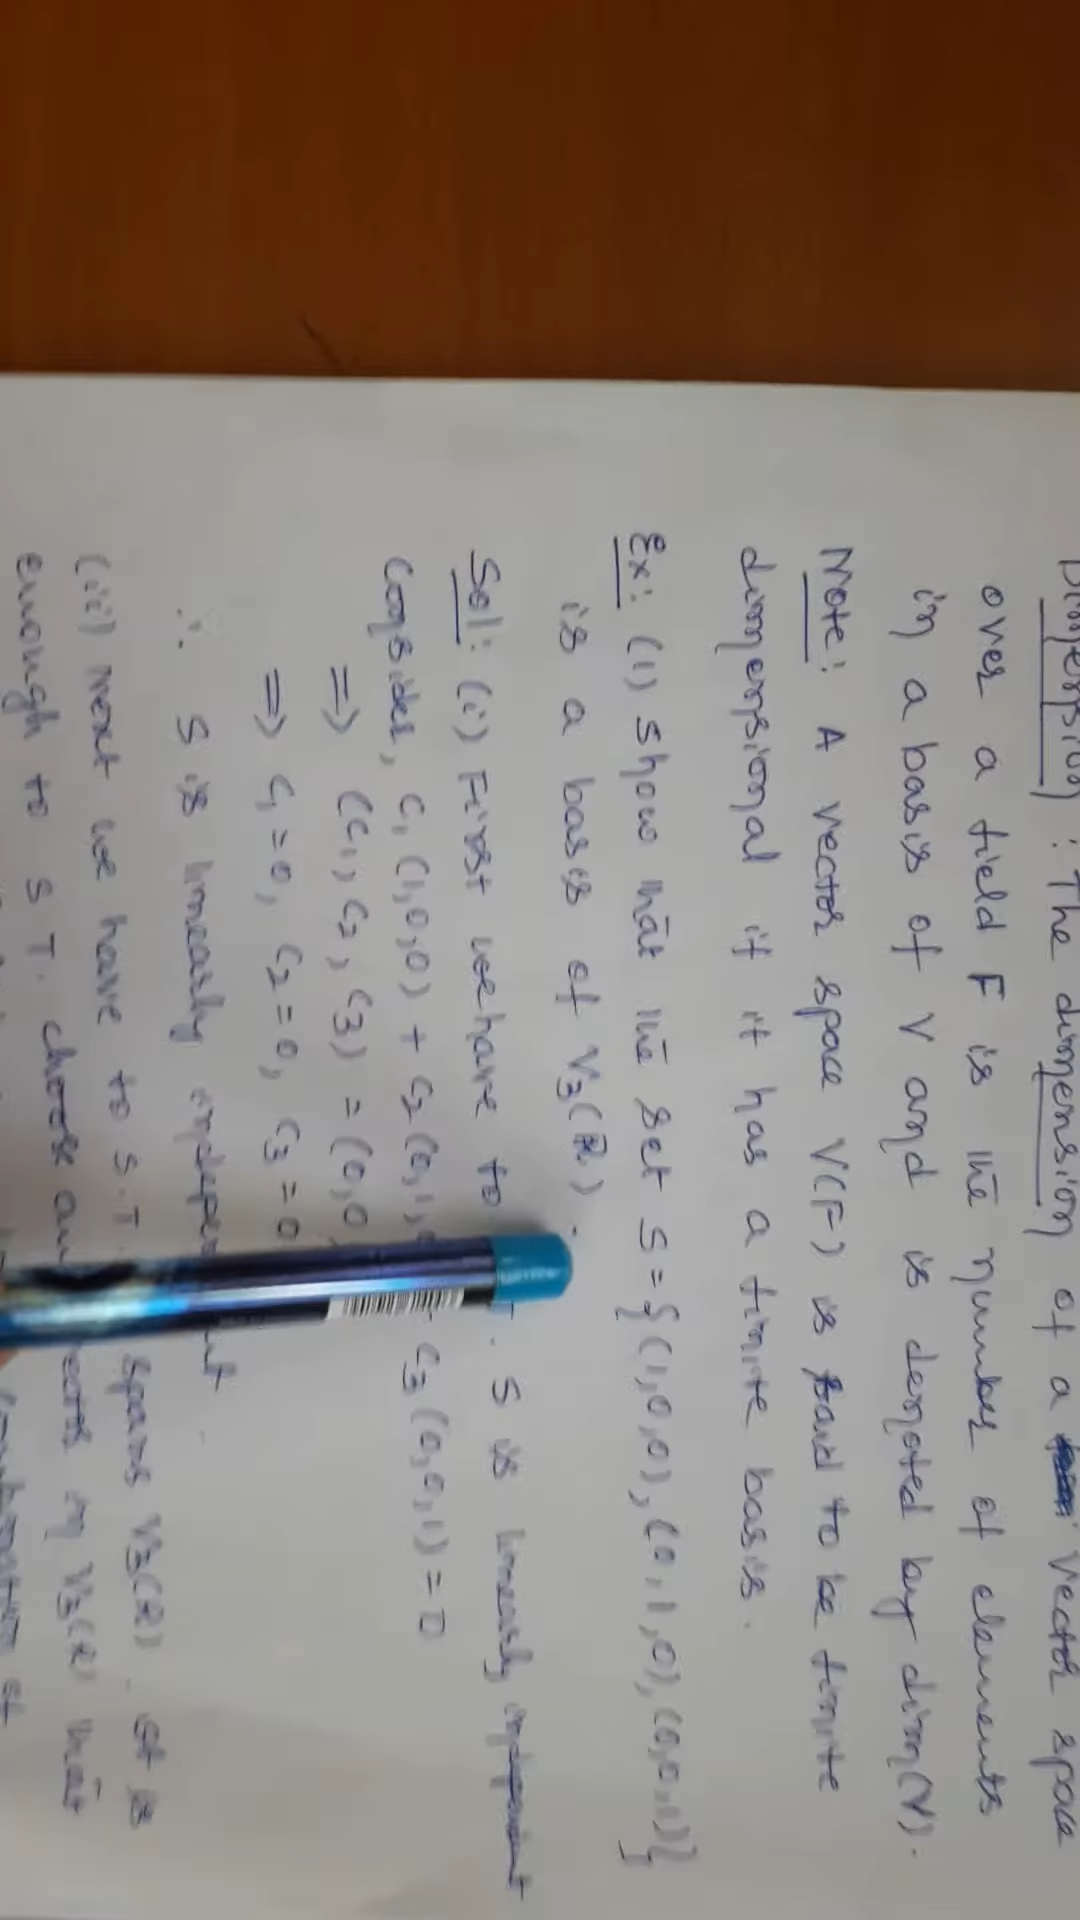 Dimension : The dimension of a vector space
over a field F is the number of elements
in a basis of V and is denoted by dim(V).
Note: A vector space V(F) is said to be finite
dimensional if it has a finite basis.
Ex: (1) Show that the set S = {(1,0,0), (0,1,0), (0,0,1)}
is a basis of V₃(R).
Sol: (i) First we have to T. S is linearly independent
Consider, C₁(1,0,0) + C₂(0,1, C₃(0,0,1) = 0
⇒ (C₁, C₂, C₃) = (0,0
⇒ C₁ = 0, C₂ = 0, C₃ = 0
∴ S is linearly
(ii) Next we have to S.T. spans V₃(R). It is
enough to S.T. choose V₃(R) that